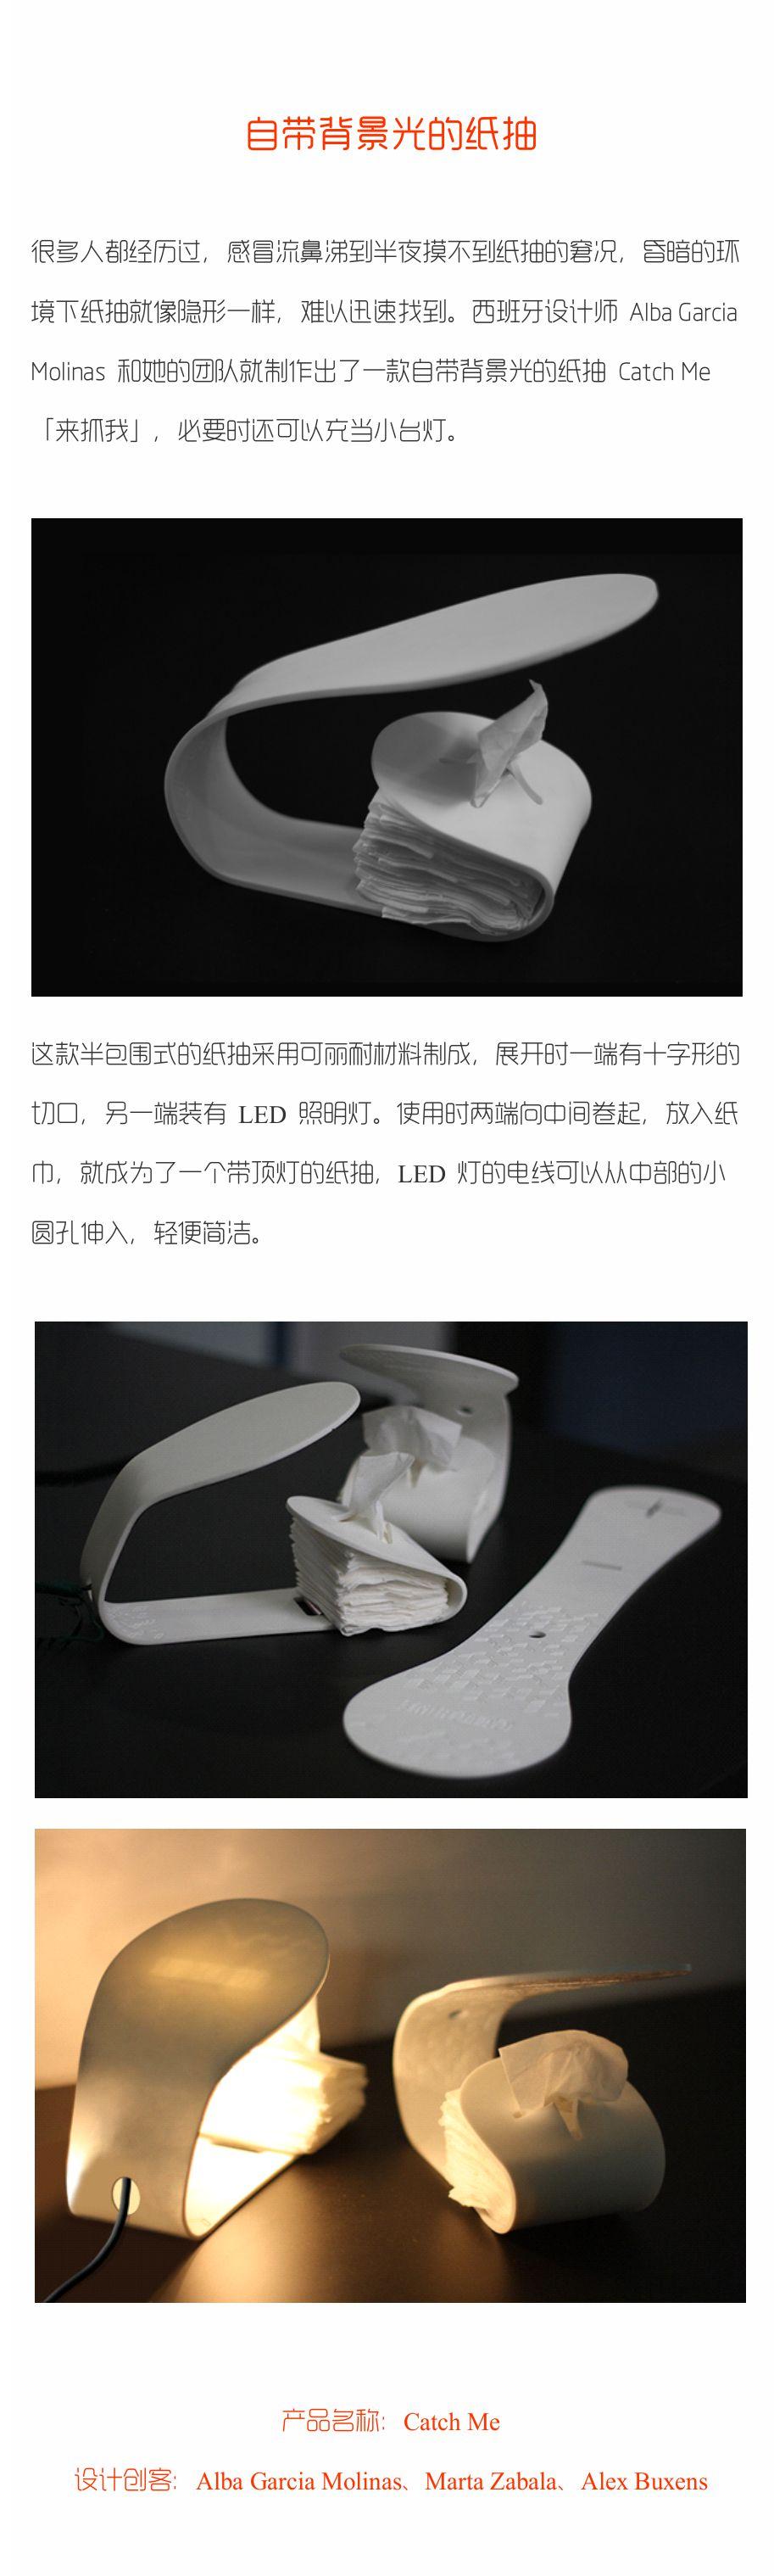 自带背景光的纸抽
很多人都经历过，感冒流鼻涕到半夜摸不到纸抽的窘况，昏暗的环
境下纸抽就像隐形一样，难以迅速找到。西班牙设计师 Alba Garcia
Molinas 和她的团队就制作出了一款自带背景光的纸抽 Catch Me
「来抓我」，必要时还可以充当小台灯。
这款半包围式的纸抽采用可丽耐材料制成，展开时一端有十字形的
切口，另一端装有 LED 照明灯。使用时两端向中间卷起，放入纸
巾，就成为了一个带顶灯的纸抽，LED 灯的电线可以从中部的小
圆孔伸入，轻便简洁。
产品名称：Catch Me
设计创客：Alba Garcia Molinas、Marta Zabala、Alex Buxens